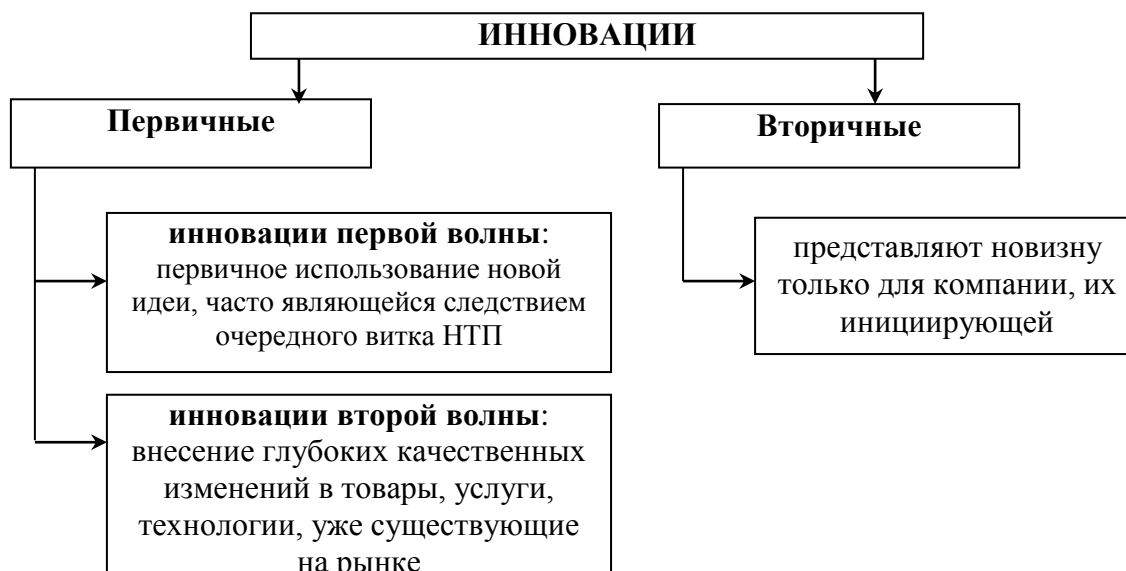 ИННОВАЦИИ
Первичные
Вторичные
инновации первой волны:
первичное использование новой
идеи, часто являющейся следствием
очередного витка НТП
представляют новизну
только для компании, их
инициирующей
инновации второй волны:
внесение глубоких качественных
изменений в товары, услуги,
технологии, уже существующие
на рынке